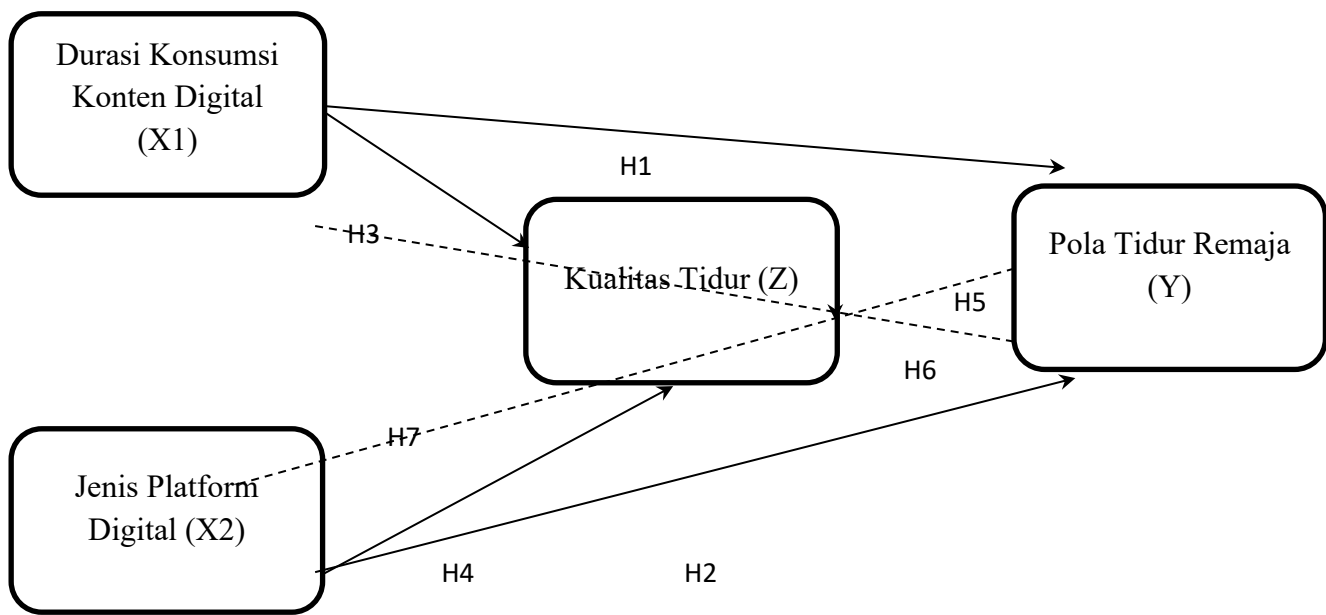 Durasi Konsumsi
Konten Digital
(X1)
H1
H3
Kualitas Tidur (Z)
Pola Tidur Remaja
(Y)
H5
H6
H7
Jenis Platform
Digital (X2)
H4
H2